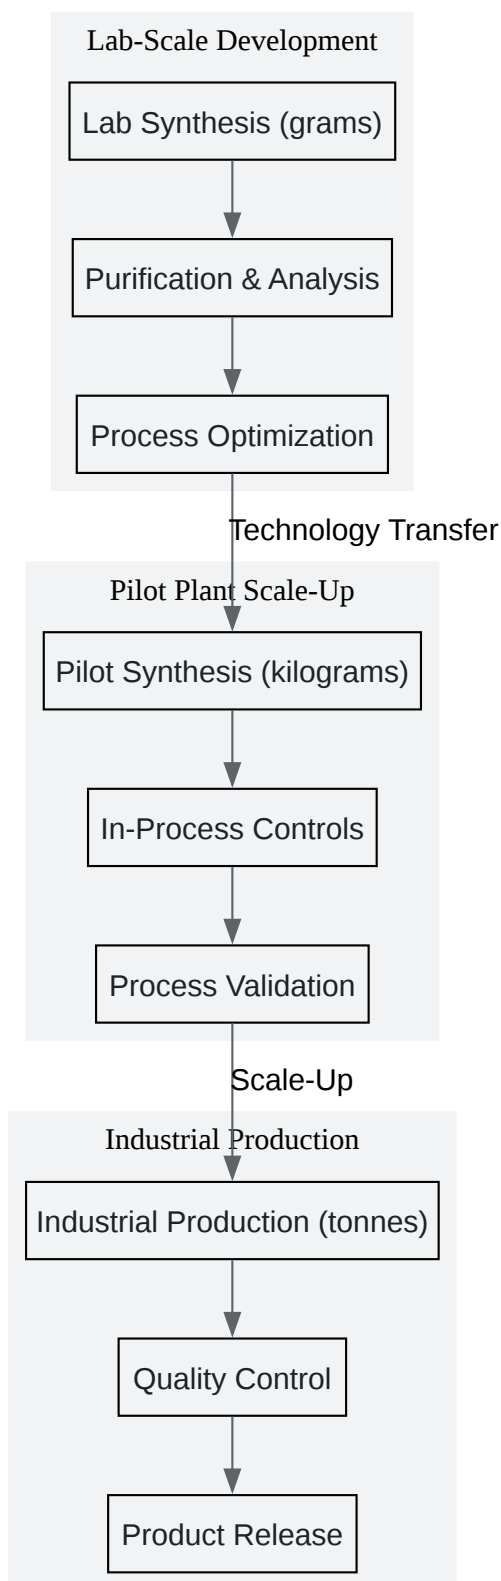 Lab-Scale Development
Lab Synthesis (grams)
Purification & Analysis
Process Optimization
Technology Transfer
Pilot Plant Scale-Up
Pilot Synthesis (kilograms)
In-Process Controls
Process Validation
Scale-Up
Industrial Production
Industrial Production (tonnes)
Quality Control
Product Release